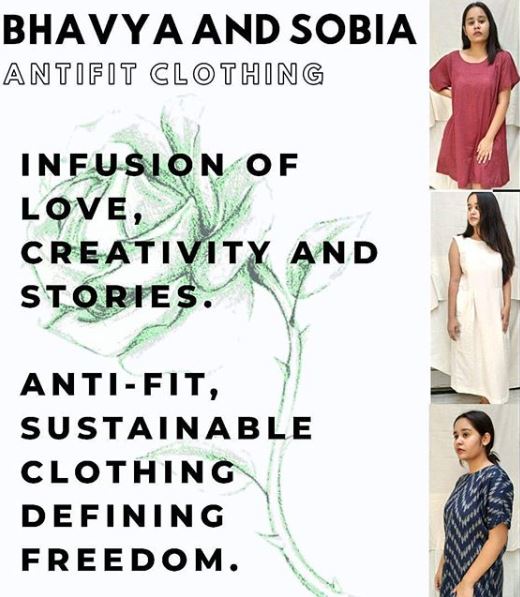 BHAVYA AND SOBIA
ANTIFIT CLOTHING
INFUSION OF
LOVE,
CREATIVITY AND
STORIES.
ANTI-FIT,
SUSTAINABLE
CLOTHING
DEFINING
FREEDOM.